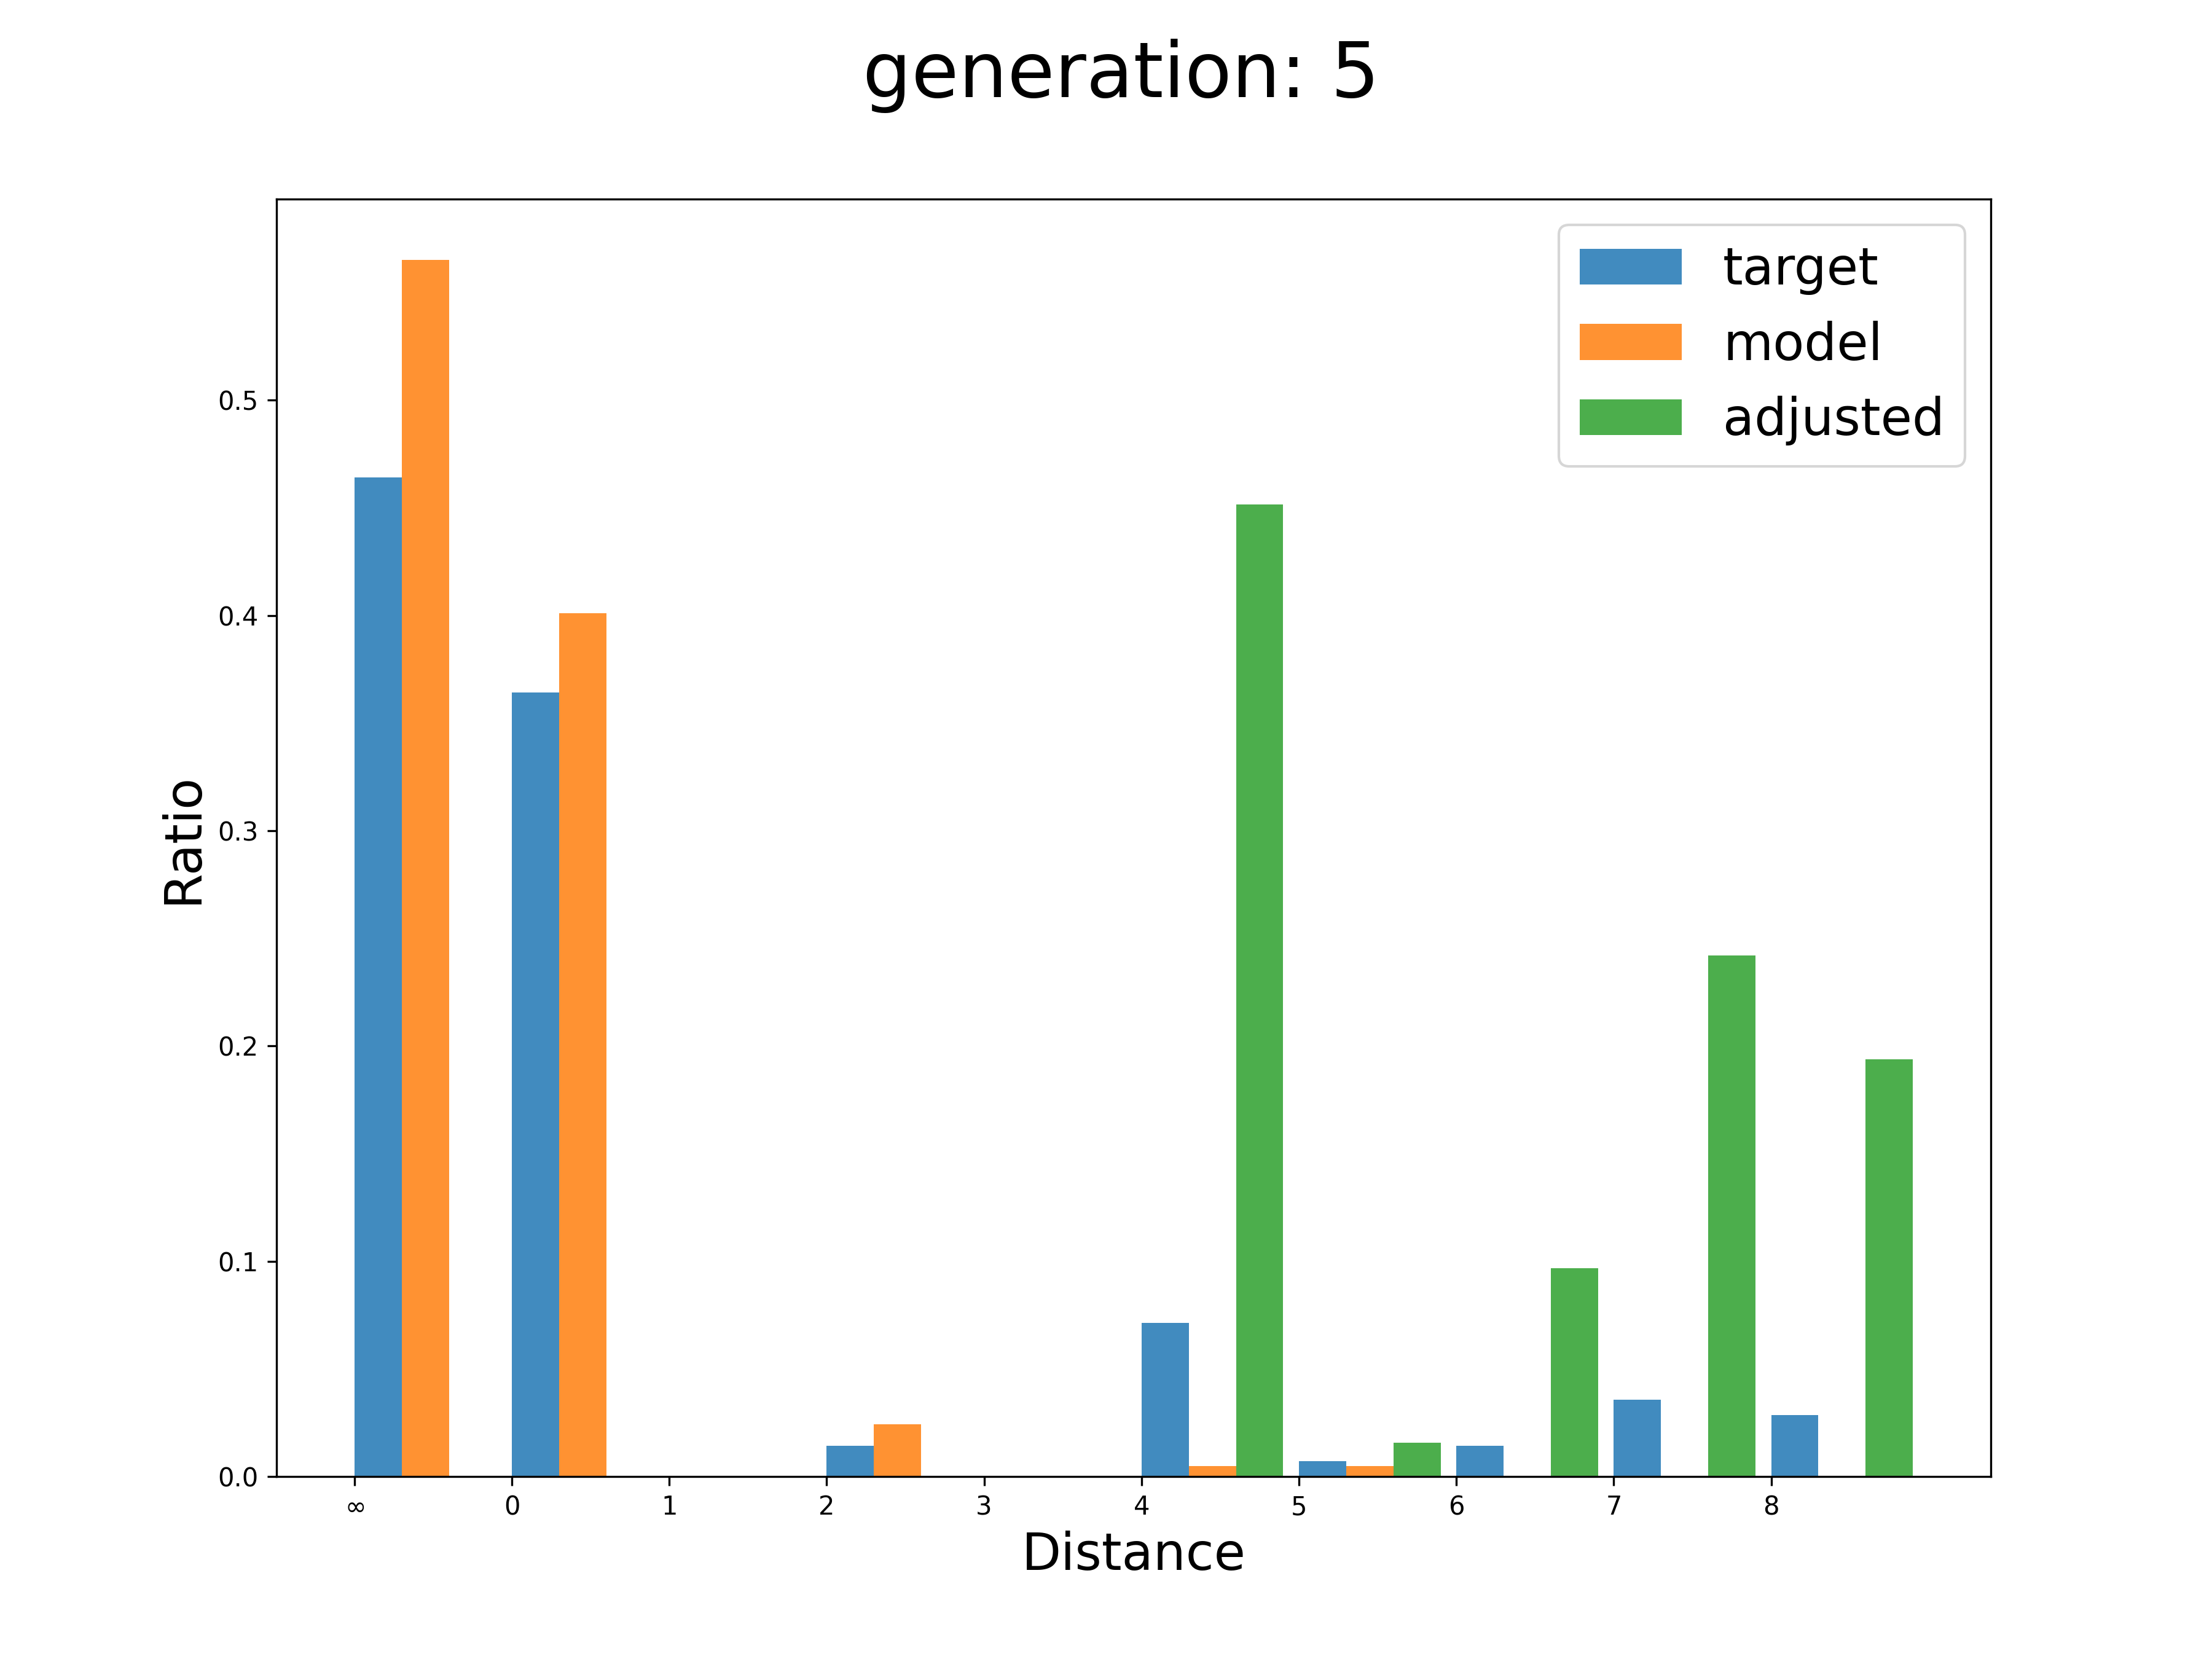 generation: 5
target
model
adjusted
Ratio
0.5
0.4
0.3
0.2
0.1
0.0
∞ 0 1 2 3 4 5 6 7 8
Distance